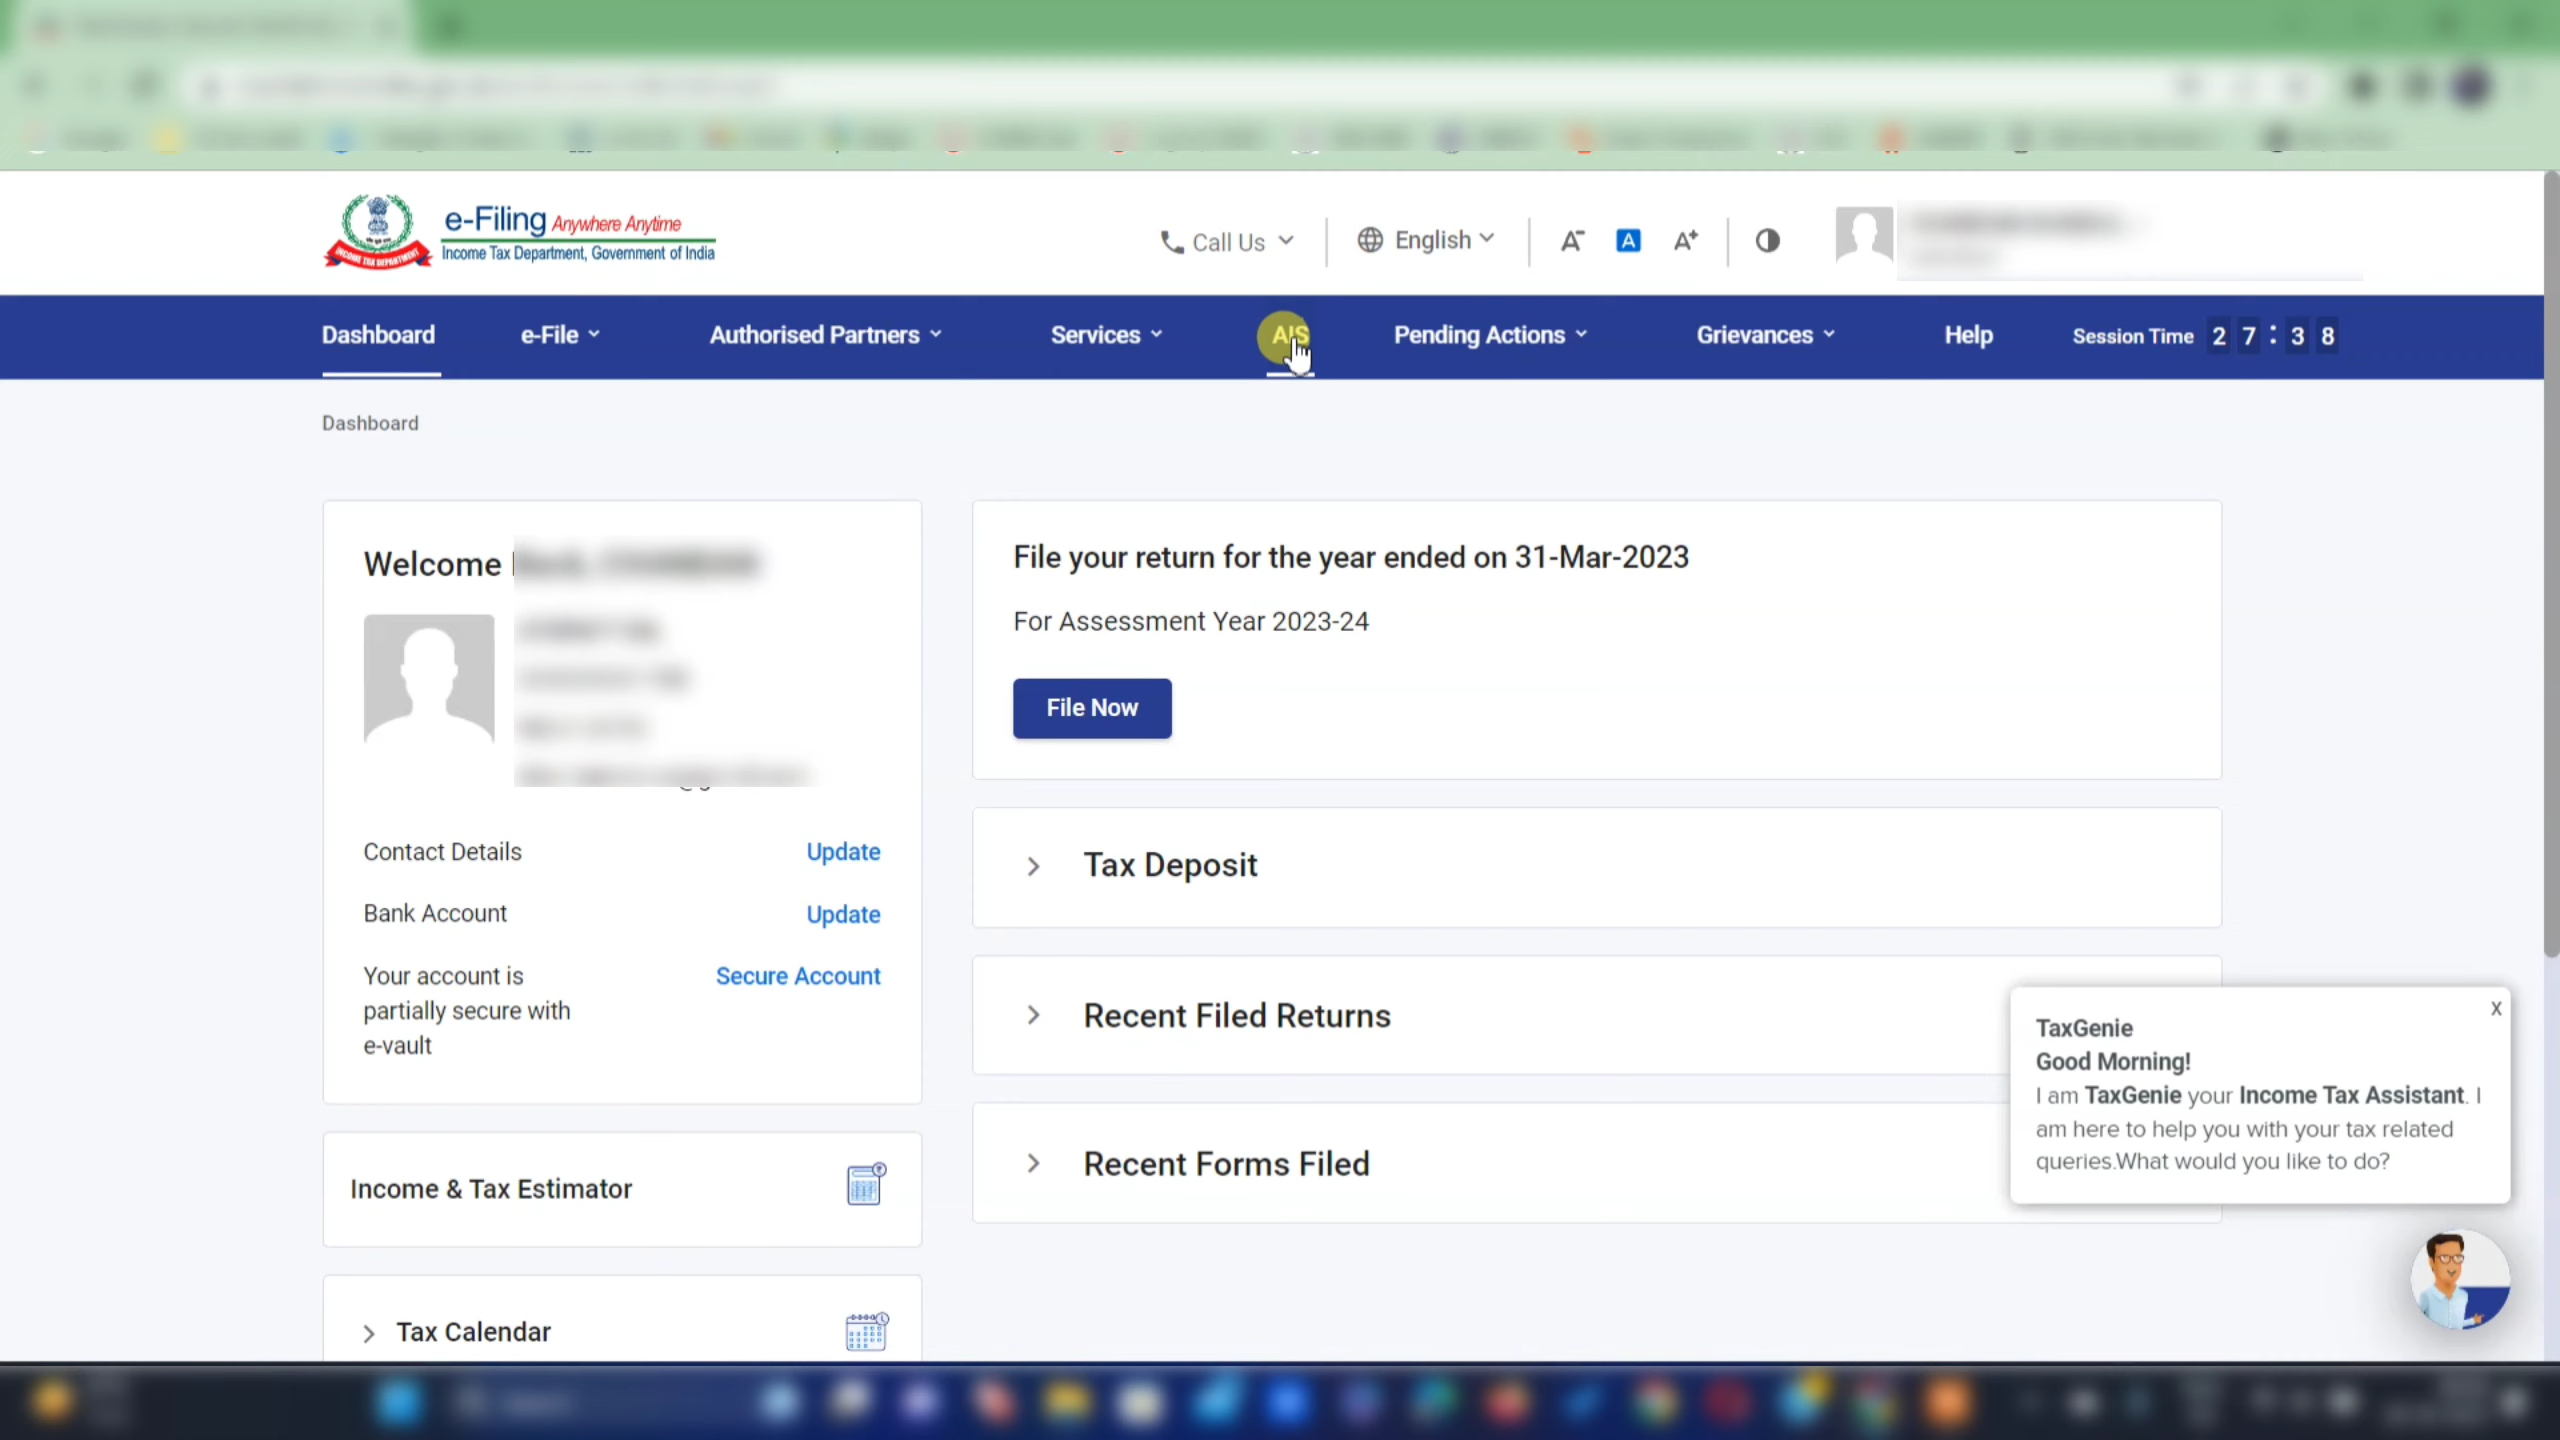 e-Filing Anywhere Anytime
Income Tax Department, Government of India
INCOME TAX DEPARTMENT
Call Us
English
A-
A
A+
Dashboard
e-File
Authorised Partners
Services
AIS
Pending Actions
Grievances
Help
Session Time 27:38
Dashboard
Welcome
Contact Details
Update
Bank Account
Update
Your account is
partially secure with
e-vault
Secure Account
Income & Tax Estimator
Tax Calendar
File your return for the year ended on 31-Mar-2023
For Assessment Year 2023-24
File Now
Tax Deposit
Recent Filed Returns
Recent Forms Filed
X
TaxGenie
Good Morning!
I am TaxGenie your Income Tax Assistant. I
am here to help you with your tax related
queries.What would you like to do?